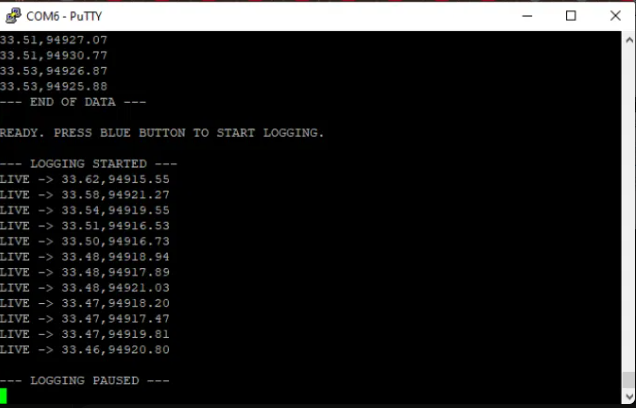 COM6 - PuTTY
33.51,94927.07
33.51,94930.77
33.53,94926.87
33.53,94925.88
--- END OF DATA ---
READY. PRESS BLUE BUTTON TO START LOGGING.
--- LOGGING STARTED ---
LIVE -> 33.62,94915.55
LIVE -> 33.58,94921.27
LIVE -> 33.54,94919.55
LIVE -> 33.51,94916.53
LIVE -> 33.50,94916.73
LIVE -> 33.48,94918.94
LIVE -> 33.48,94917.89
LIVE -> 33.48,94921.03
LIVE -> 33.47,94918.20
LIVE -> 33.47,94917.47
LIVE -> 33.47,94919.81
LIVE -> 33.46,94920.80
--- LOGGING PAUSED ---